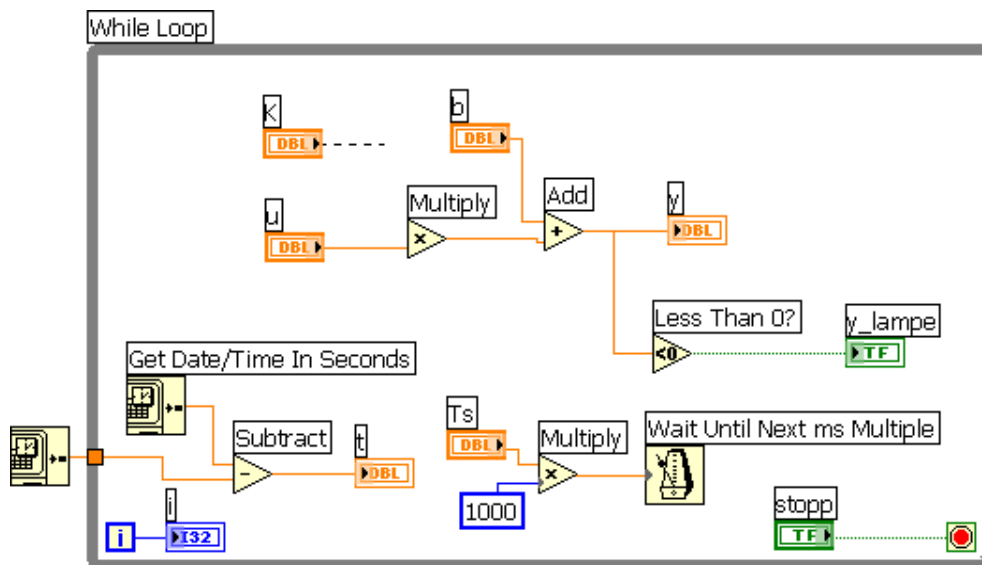 While Loop
K
DBL
b
DBL
u
DBL
Multiply
x
Add
+
y
DBL
Less Than 0?
<0
y_lampe
TF
Get Date/Time In Seconds
Subtract
-
t
DBL
Ts
DBL
1000
Multiply
x
Wait Until Next ms Multiple
i
i
I32
stopp
TF